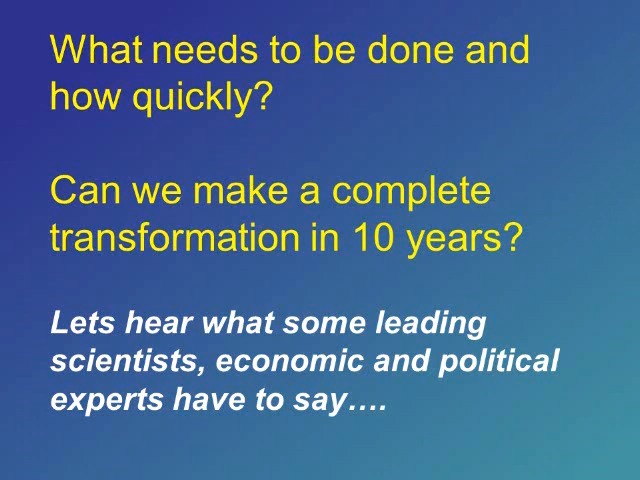 What needs to be done and
how quickly?
Can we make a complete
transformation in 10 years?
Lets hear what some leading
scientists, economic and political
experts have to say….